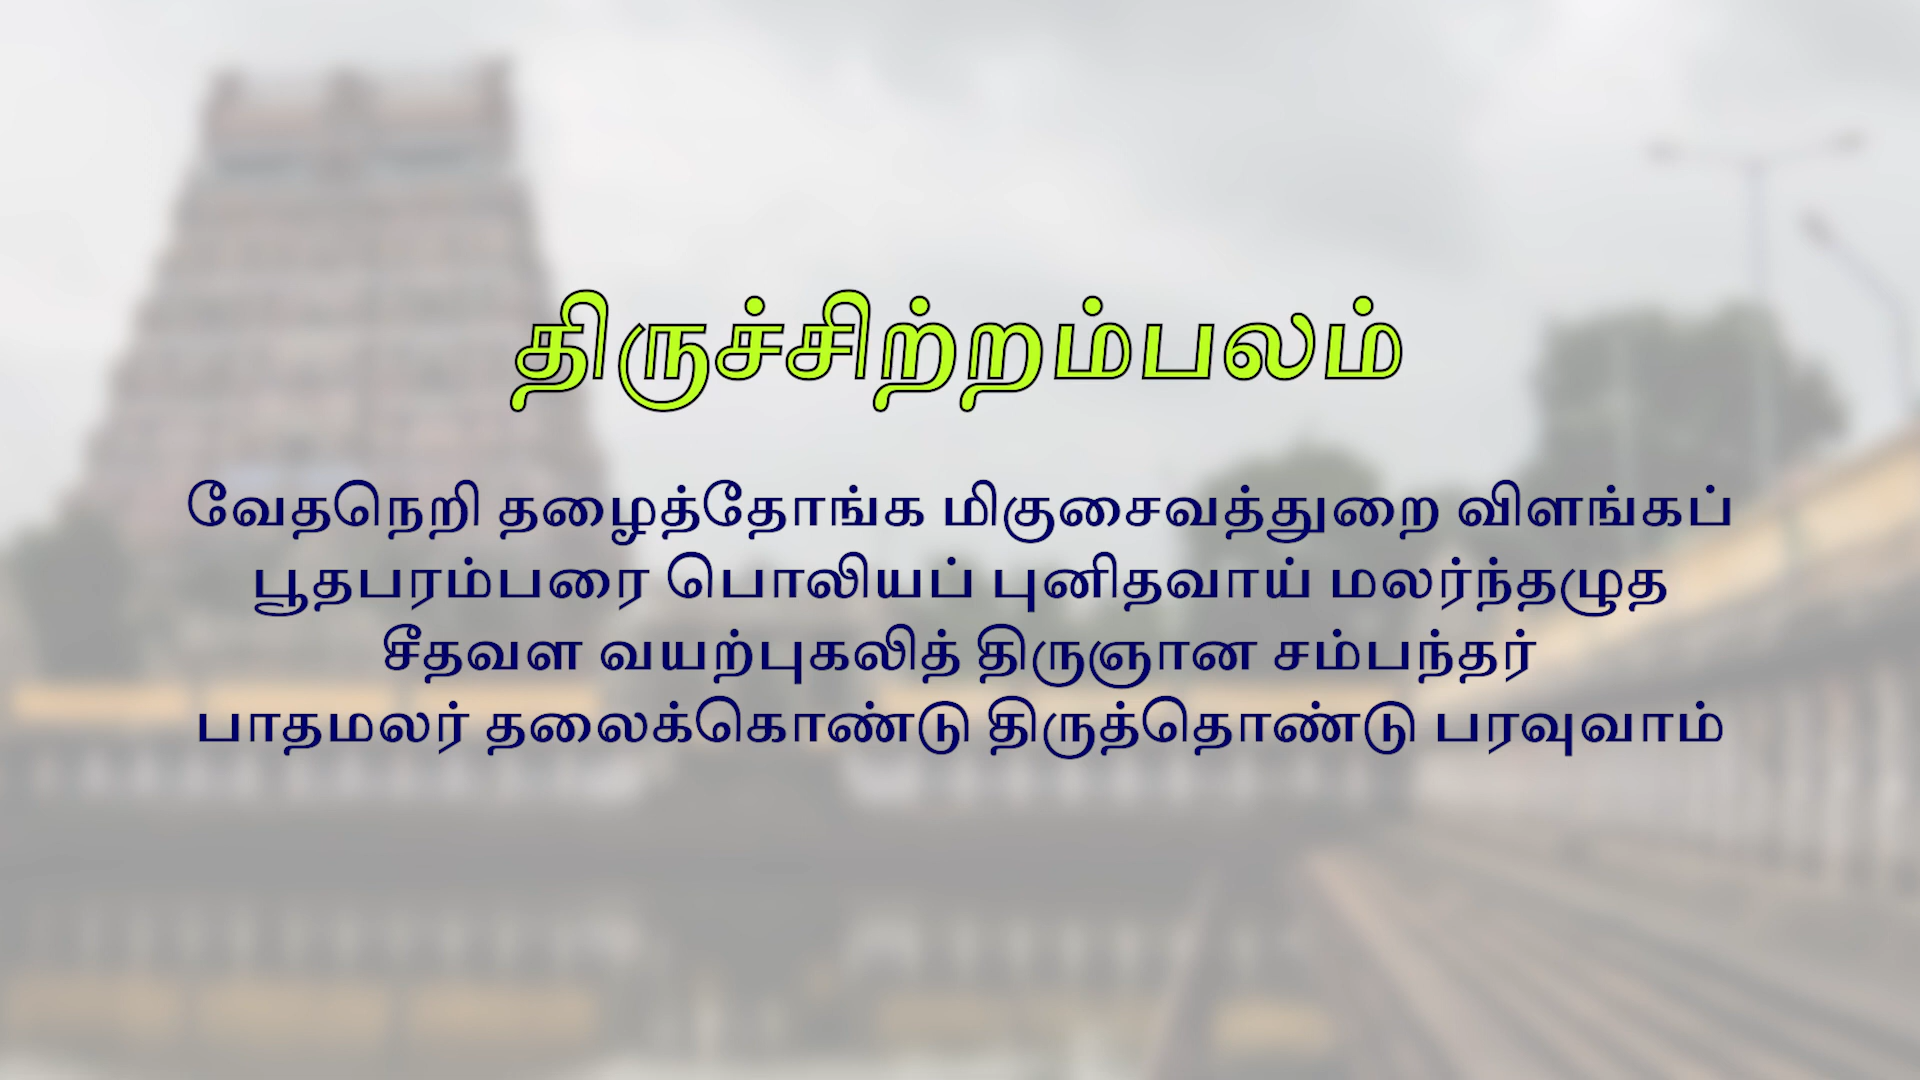 திருச்சிற்றம்பலம்
வேதநெறி தழைத்தோங்க மிகுசைவத்துறை விளங்கப்
பூதபரம்பரை பொலியப் புனிதவாய் மலர்ந்தழுத
சீதவள வயற்புகலித் திருஞான சம்பந்தர்
பாதமலர் தலைக்கொண்டு திருத்தொண்டு பரவுவாம்